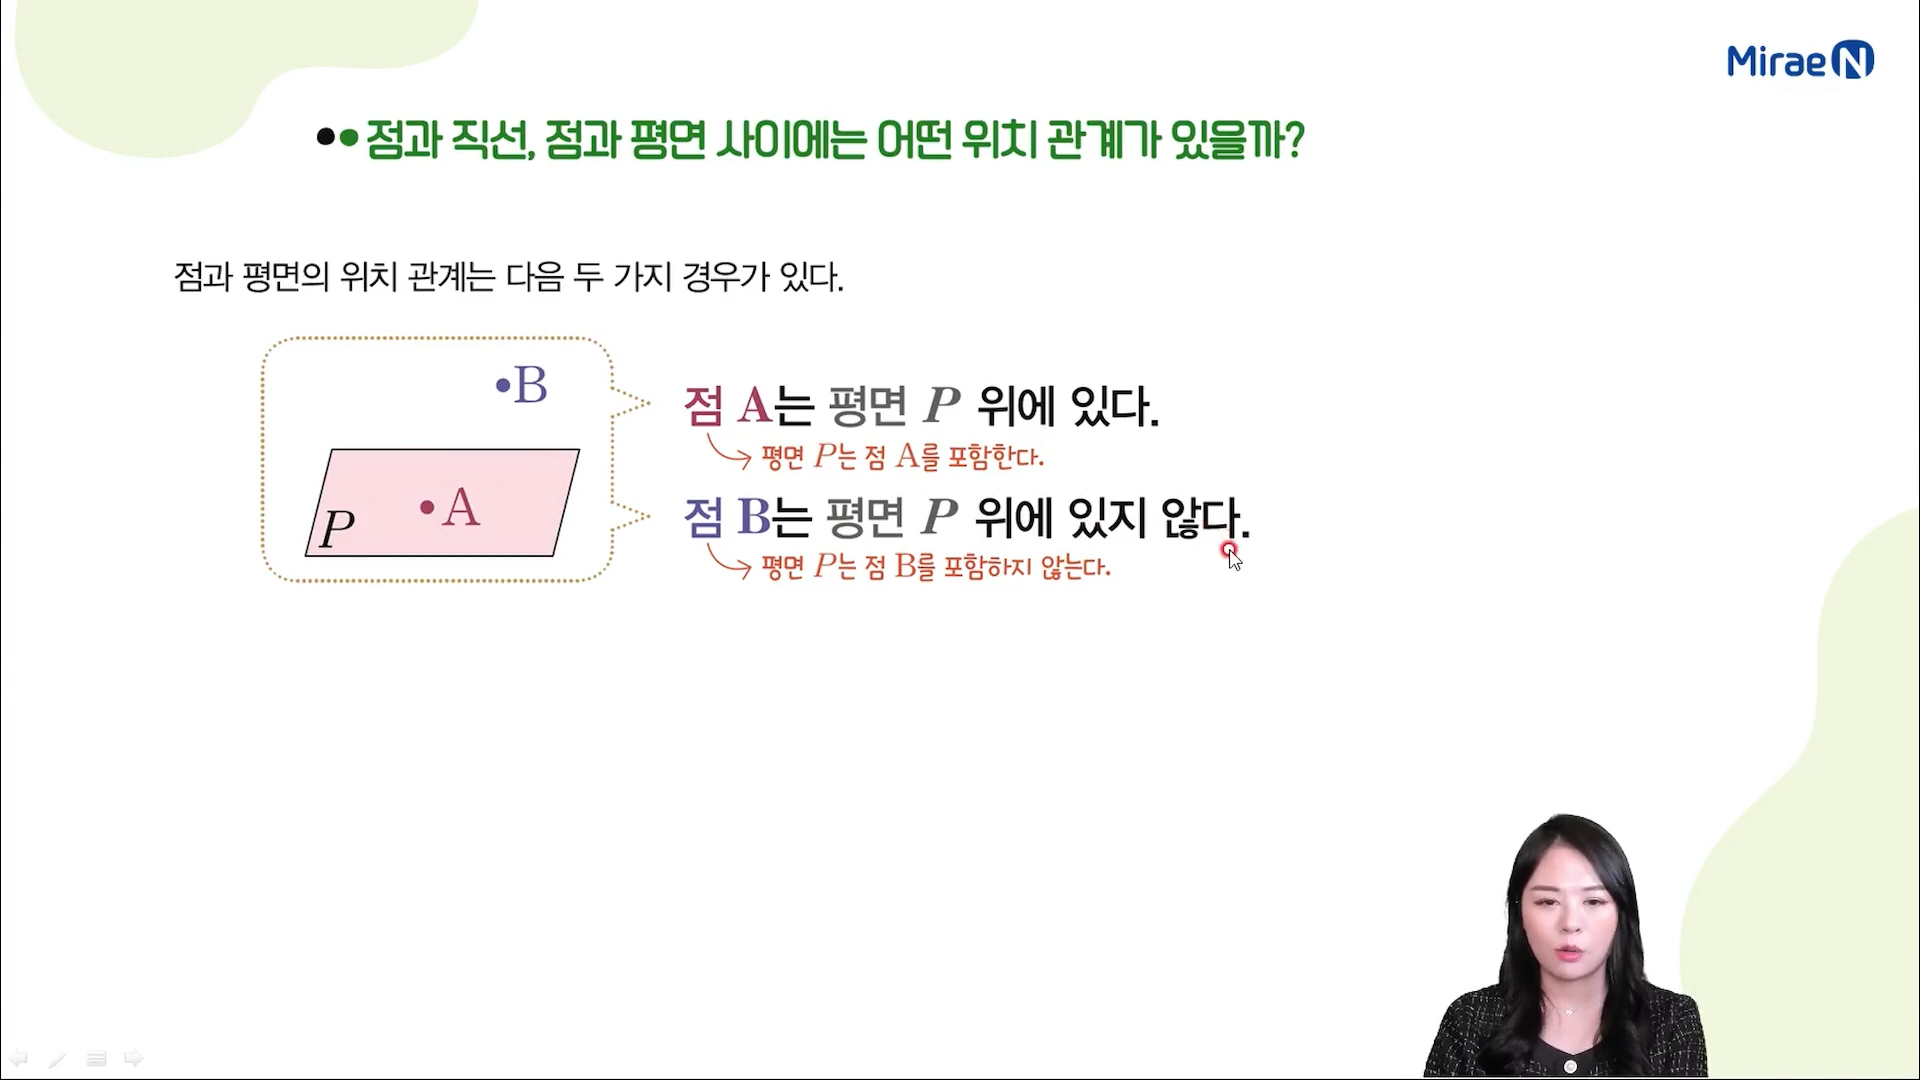 Mirae N
점과 직선, 점과 평면 사이에는 어떤 위치 관계가 있을까?
점과 평면의 위치 관계는 다음 두 가지 경우가 있다.
B
점 A는 평면 P 위에 있다.
평면 P는 점 A를 포함한다.
P
A
점 B는 평면 P 위에 있지 않다.
평면 P는 점 B를 포함하지 않는다.